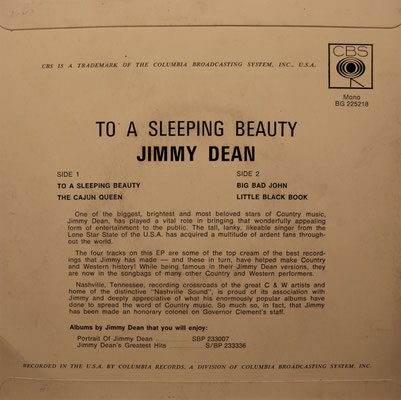 CBS IS A TRADEMARK OF THE COLUMBIA BROADCASTING SYSTEM, INC., U.S.A.
CBS
Mono
BG 225218
TO A SLEEPING BEAUTY
JIMMY DEAN
SIDE 1
TO A SLEEPING BEAUTY
THE CAJUN QUEEN
SIDE 2
BIG BAD JOHN
LITTLE BLACK BOOK
One of the biggest, brightest and most beloved stars of Country music,
Jimmy Dean, has played a vital role in bringing that wonderfully appealing
form of entertainment to the public. The tall, lanky, likeable singer from the
Lone Star State of the U.S.A. has acquired a multitude of ardent fans through-
out the world.
The four tracks on this EP are some of the top cream of the best record-
ings that Jimmy has made — and these in turn, have helped make Country
and Western history! While being famous in their Jimmy Dean versions, they
are now in the songbags of many other Country and Western performers.
Nashville, Tennessee, recording crossroads of the great C & W artists and
home of the distinctive "Nashville Sound", is proud of its association with
Jimmy and deeply appreciative of what his enormously popular albums have
done to spread the word of Country music. So much so, in fact, that Jimmy
has been made an honorary colonel on Governor Clement's staff.
Albums by Jimmy Dean that you will enjoy:
Portrait Of Jimmy Dean ........ SBP 233007
Jimmy Dean's Greatest Hits ........ S/BP 233336
RECORDED IN THE U.S.A. BY COLUMBIA RECORDS, A DIVISION OF COLUMBIA BROADCASTING SYSTEM, INC.